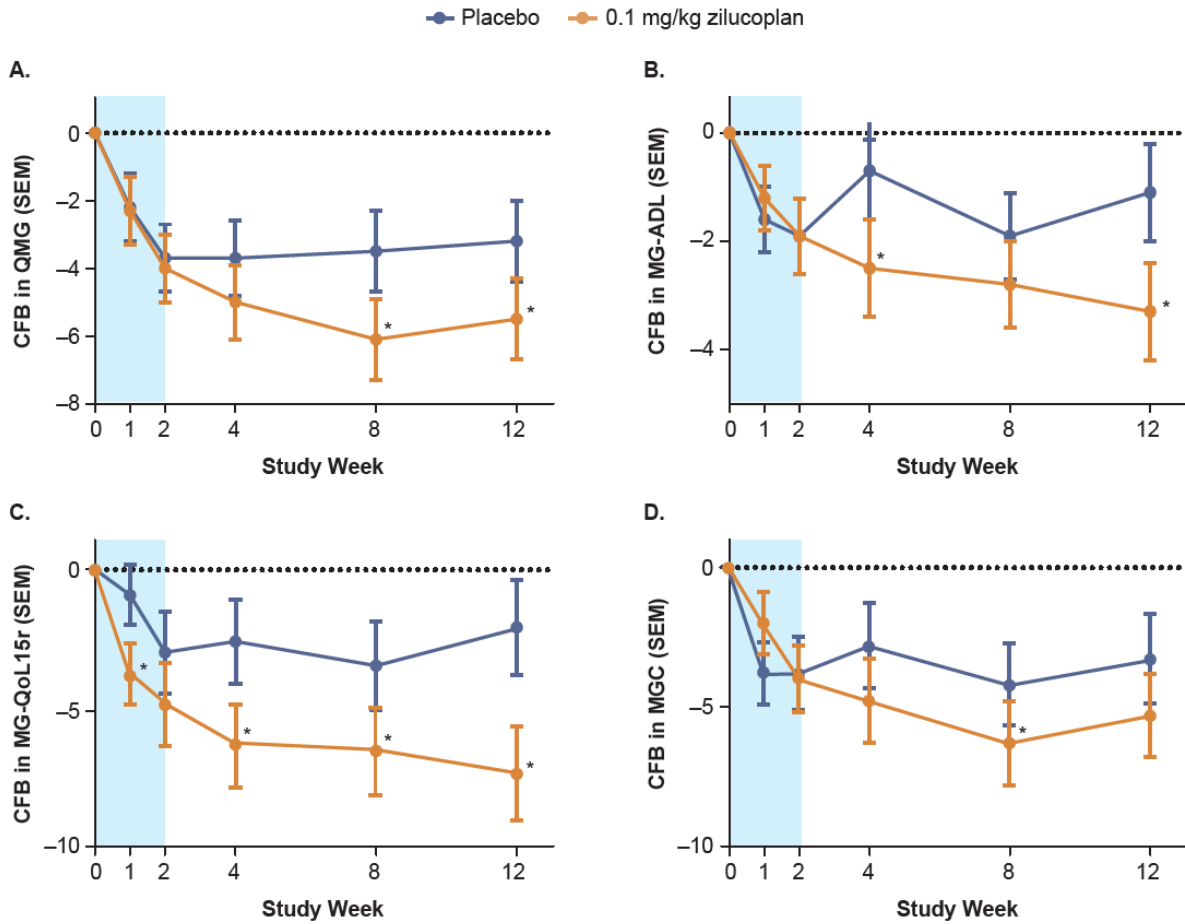 Placebo 0.1 mg/kg zilucoplan
A.
CFB in QMG (SEM)
0
–2
–4
–6
–8
0 1 2 4 8 12
* *
Study Week
B.
CFB in MG-ADL (SEM)
0
–2
–4
0 1 2 4 8 12
* *
Study Week
C.
CFB in MG-QoL15r (SEM)
0
–5
–10
0 1 2 4 8 12
* * * *
Study Week
D.
CFB in MGC (SEM)
0
–5
–10
0 1 2 4 8 12
*
Study Week